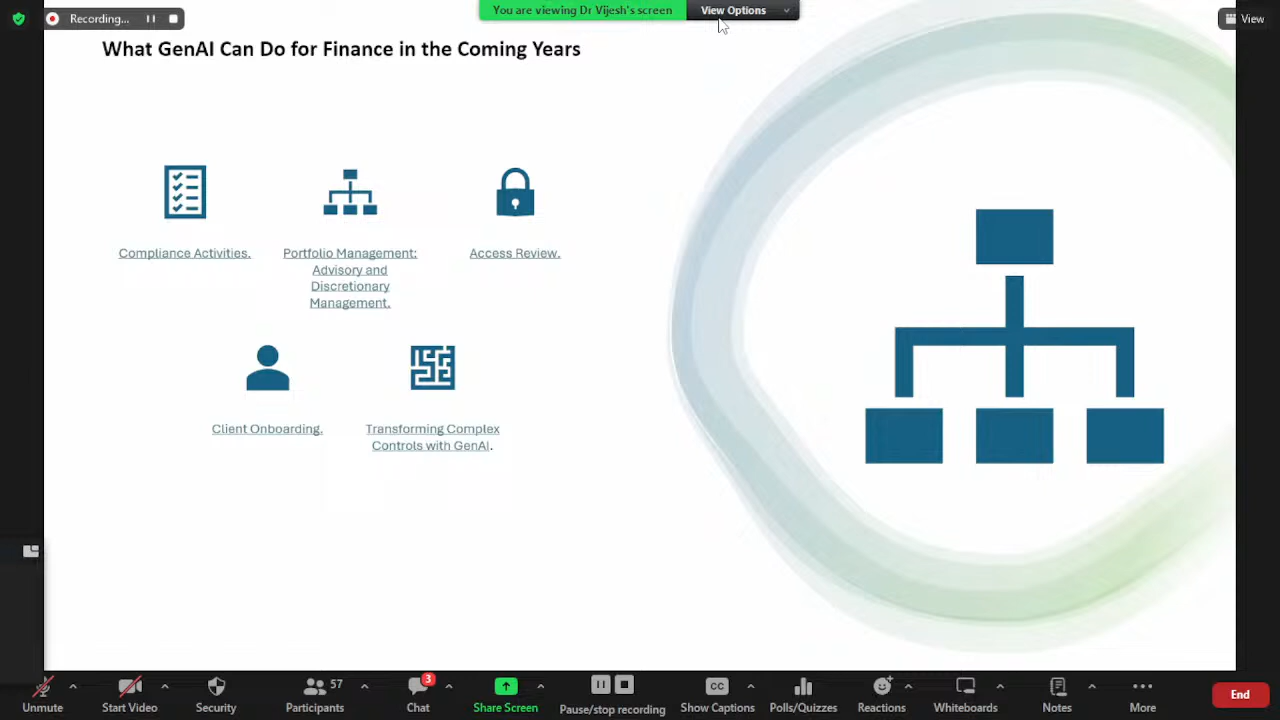 Recording...
You are viewing Dr Vijesh's screen
View Options
View
What GenAI Can Do for Finance in the Coming Years
Compliance Activities.
Portfolio Management:
Advisory and
Discretionary
Management.
Access Review.
Client Onboarding.
Transforming Complex
Controls with GenAI.
57
3
CC
Unmute
Start Video
Security
Participants
Chat
Share Screen
Pause/stop recording
Show Captions
Polls/Quizzes
Reactions
Whiteboards
Notes
More
End